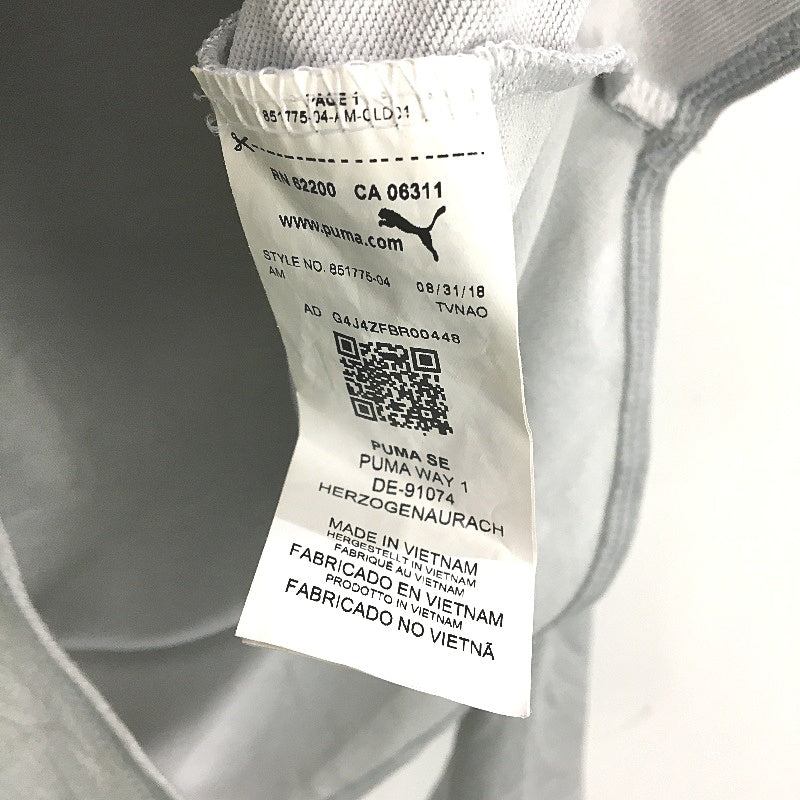 PAGE 1
851775-04-AM-CLD01
RN 62200 CA 06311
www.puma.com
STYLE NO. 851775-04 08/31/18
AM TVNAO
AD G4J4ZFBR00448
PUMA SE
PUMA WAY 1
DE-91074
HERZOGENAURACH
MADE IN VIETNAM
HERGESTELLT IN VIETNAM
FABRIQUÉ AU VIETNAM
FABRICADO EN VIETNAM
PRODOTTO IN VIETNAM
FABRICADO NO VIETNÃ